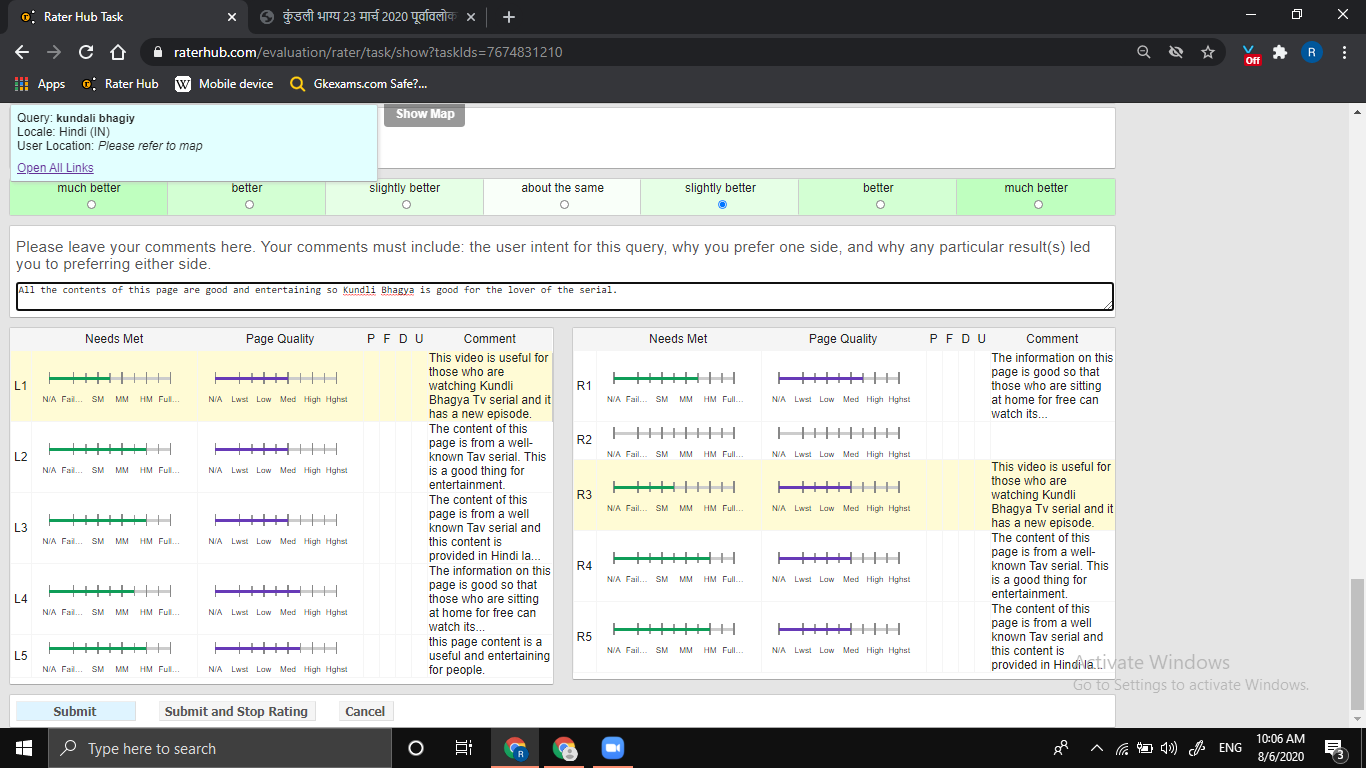 Rater Hub Task
कुंडली भाग्य 23 मार्च 2020 पूर्वावलोक
raterhub.com/evaluation/rater/task/show?taskIds=7674831210
Off
R
Apps
Rater Hub
W
Mobile device
Gkexams.com Safe?...
Query: kundali bhagiy
Locale: Hindi (IN)
User Location: Please refer to map
Open All Links
Show Map
much better
better
slightly better
about the same
slightly better
better
much better
Please leave your comments here. Your comments must include: the user intent for this query, why you prefer one side, and why any particular result(s) led
you to preferring either side.
All the contents of this page are good and entertaining so Kundli Bhagya is good for the lover of the serial.
Needs Met Page Quality P F D U Comment
L1
N/A Fail... SM MM HM Full...
N/A Lwst Low Med High Hghst
This video is useful for
those who are
watching Kundli
Bhagya Tv serial and it
has a new episode.
L2
N/A Fail... SM MM HM Full...
N/A Lwst Low Med High Hghst
The content of this
page is from a well-
known Tav serial. This
is a good thing for
entertainment.
L3
N/A Fail... SM MM HM Full...
N/A Lwst Low Med High Hghst
The content of this
page is from a well
known Tav serial and
this content is
provided in Hindi la...
L4
N/A Fail... SM MM HM Full...
N/A Lwst Low Med High Hghst
The information on this
page is good so that
those who are sitting
at home for free can
watch its...
L5
N/A Fail... SM MM HM Full...
N/A Lwst Low Med High Hghst
this page content is a
useful and entertaining
for people.
Needs Met Page Quality P F D U Comment
R1
N/A Fail... SM MM HM Full...
N/A Lwst Low Med High Hghst
The information on this
page is good so that
those who are sitting
at home for free can
watch its...
R2
N/A Fail... SM MM HM Full...
N/A Lwst Low Med High Hghst
R3
N/A Fail... SM MM HM Full...
N/A Lwst Low Med High Hghst
This video is useful for
those who are
watching Kundli
Bhagya Tv serial and it
has a new episode.
R4
N/A Fail... SM MM HM Full...
N/A Lwst Low Med High Hghst
The content of this
page is from a well-
known Tav serial. This
is a good thing for
entertainment.
R5
N/A Fail... SM MM HM Full...
N/A Lwst Low Med High Hghst
The content of this
page is from a well
known Tav serial and
this content is
provided in Hindi la...
Activate Windows
Go to Settings to activate Windows.
Submit
Submit and Stop Rating
Cancel
Type here to search
R
ENG
10:06 AM
8/6/2020
3